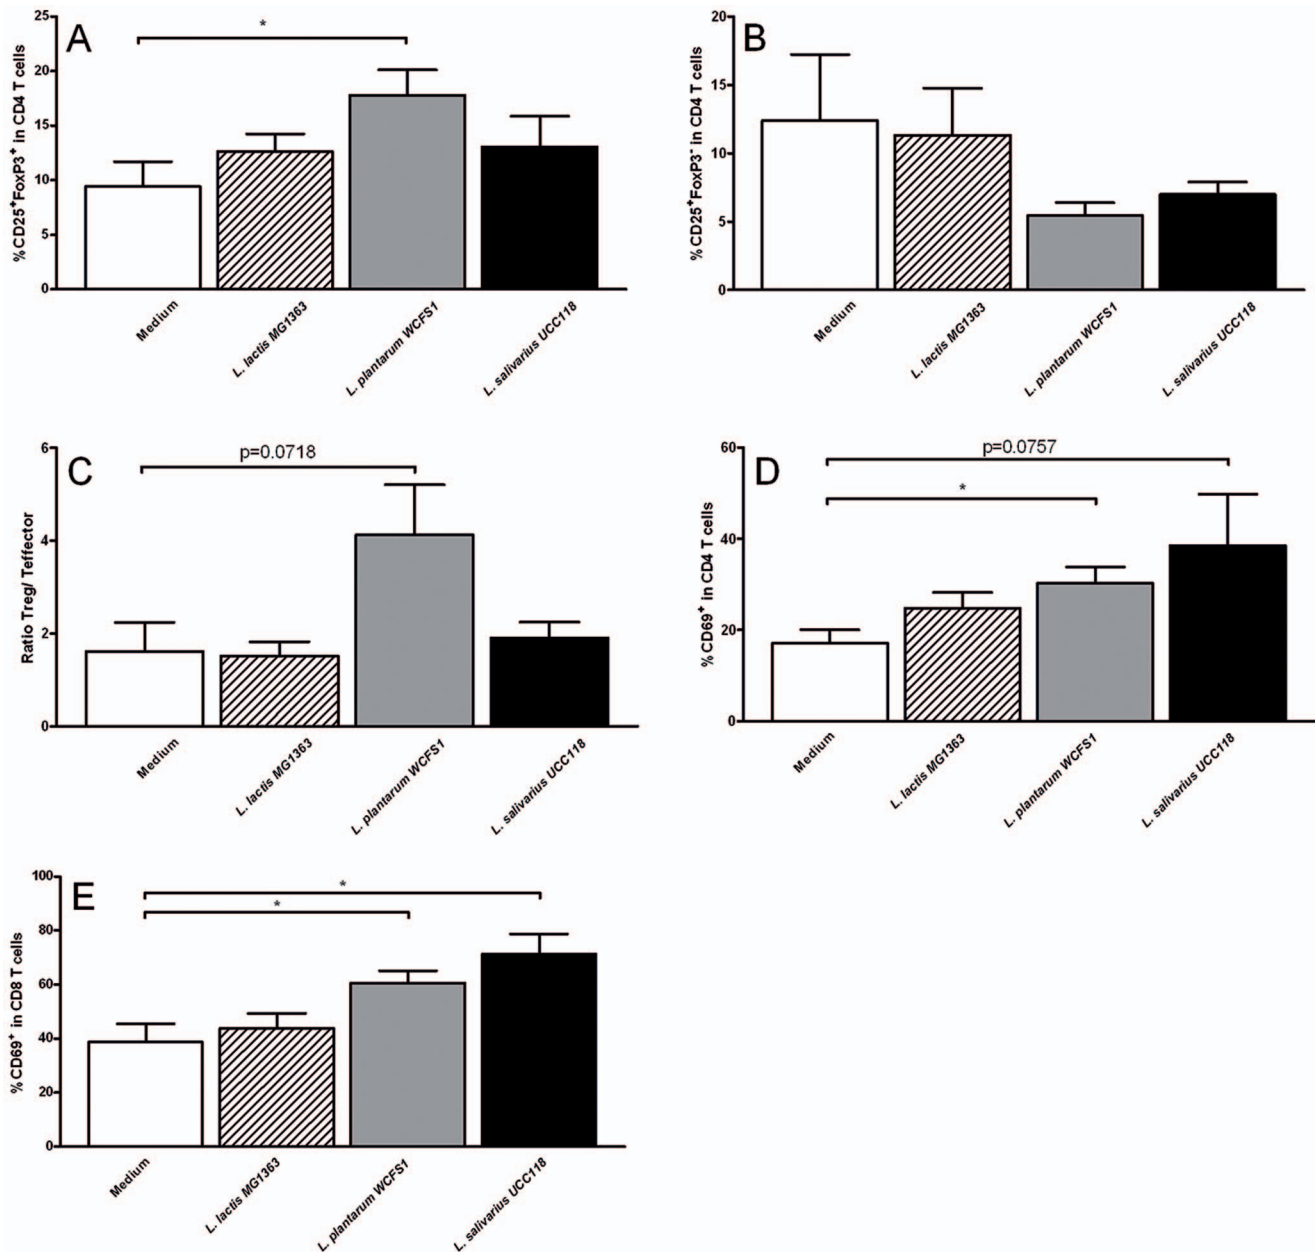 A
*
%CD25⁺FoxP3⁺ in CD4 T cells
25
20
15
10
5
0
Medium
L. lactis MG1363
L. plantarum WCFS1
L. salivarius UCC118
B
%CD25⁺FoxP3⁻ in CD4 T cells
20
15
10
5
0
Medium
L. lactis MG1363
L. plantarum WCFS1
L. salivarius UCC118
C
p=0.0718
Ratio Treg/ Teffector
6
4
2
0
Medium
L. lactis MG1363
L. plantarum WCFS1
L. salivarius UCC118
D
p=0.0757
*
% CD69⁺ in CD4 T cells
60
40
20
0
Medium
L. lactis MG1363
L. plantarum WCFS1
L. salivarius UCC118
E
*
*
% CD69⁺ in CD8 T cells
100
80
60
40
20
0
Medium
L. lactis MG1363
L. plantarum WCFS1
L. salivarius UCC118